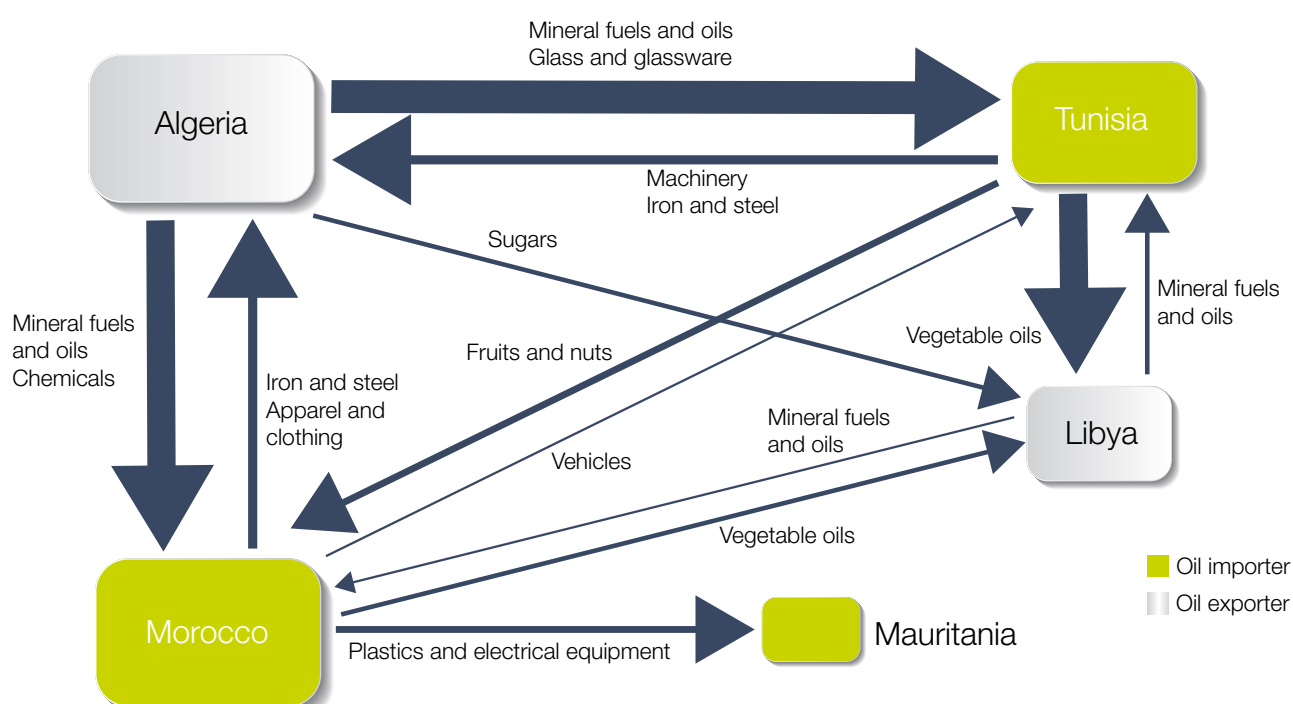 Mineral fuels and oils
Glass and glassware
Algeria
Tunisia
Machinery
Iron and steel
Sugars
Mineral fuels
and oils
Chemicals
Iron and steel
Apparel and
clothing
Fruits and nuts
Vehicles
Mineral fuels
and oils
Vegetable oils
Mineral fuels
and oils
Libya
Vegetable oils
Morocco
Plastics and electrical equipment
Mauritania
Oil importer
Oil exporter